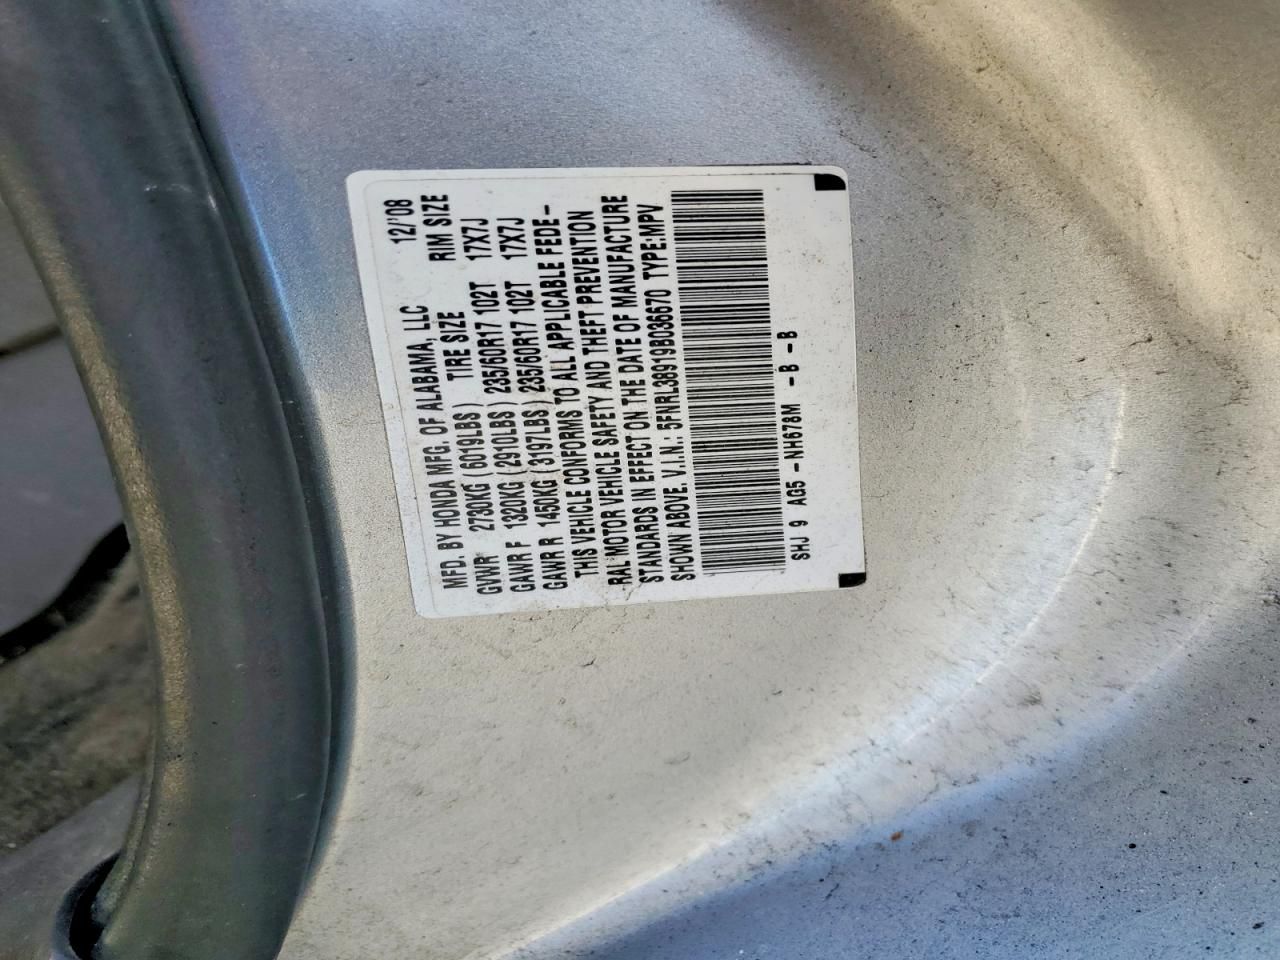 MFD. BY HONDA MFG. OF ALABAMA, LLC 12/'08
GVWR 2730KG (6019LBS) TIRE SIZE RIM SIZE
GAWR F 1320KG (2910LBS) 235/60R17 102T 17X7J
GAWR R 1450KG (3197LBS) 235/60R17 102T 17X7J
THIS VEHICLE CONFORMS TO ALL APPLICABLE FEDE-
RAL MOTOR VEHICLE SAFETY AND THEFT PREVENTION
STANDARDS IN EFFECT ON THE DATE OF MANUFACTURE
SHOWN ABOVE. V.I.N.: 5FNRL38919B036670 TYPE:MPV
SHJ 9 AG5 - NH678M - B - B